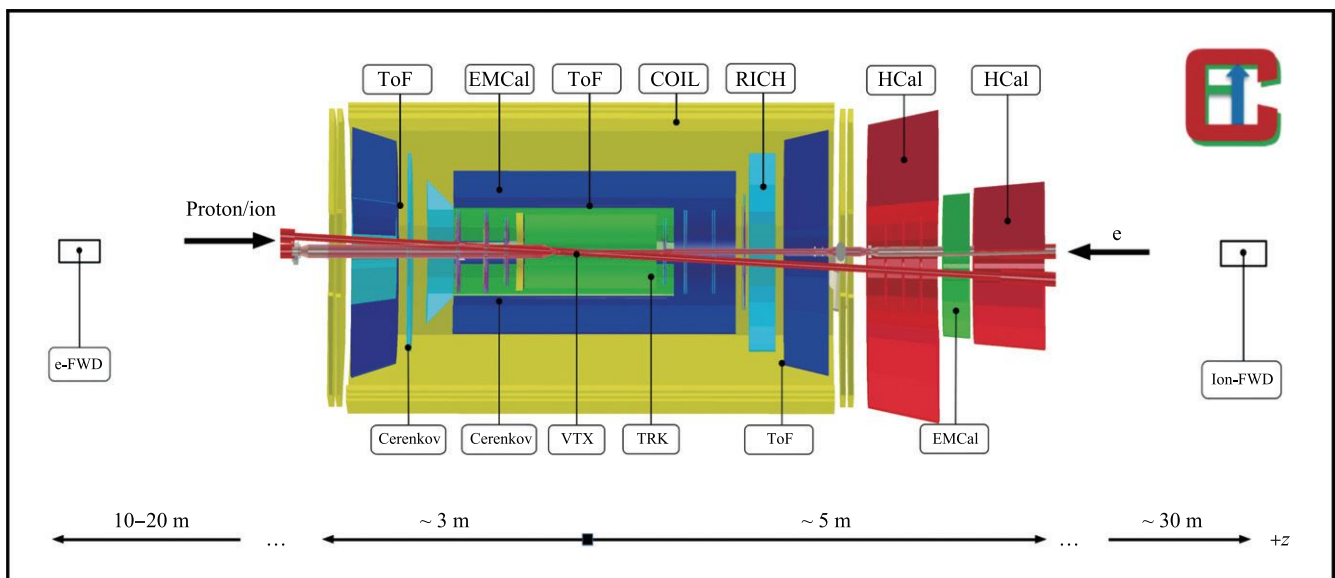 ToF
EMCal
ToF
COIL
RICH
HCal
HCal
Proton/ion
e
e-FWD
Ion-FWD
Cerenkov
Cerenkov
VTX
TRK
ToF
EMCal
10–20 m
...
~ 3 m
~ 5 m
...
~ 30 m
+z